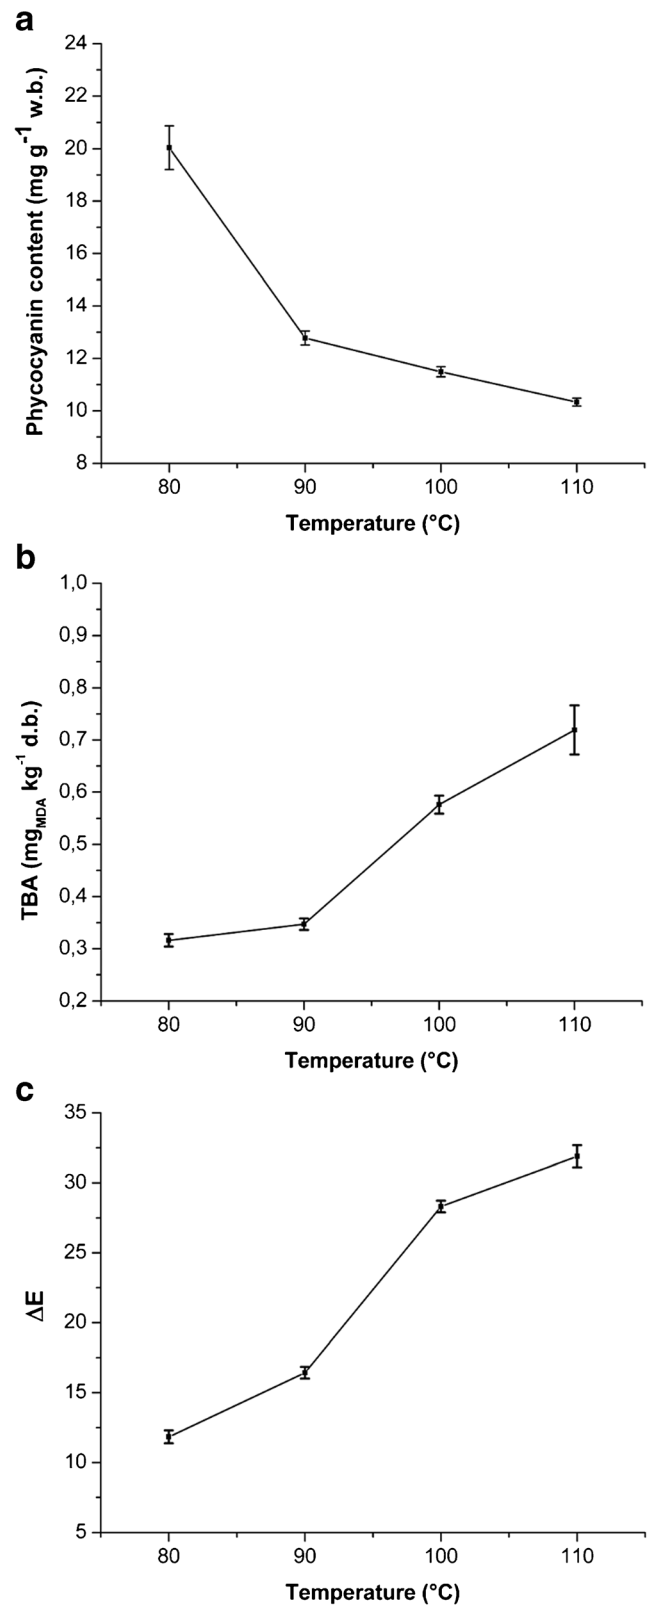 a
24
22
20
18
16
14
12
10
8
Phycocyanin content (mg g⁻¹ w.b.)
80 90 100 110
Temperature (°C)
b
1,0
0,9
0,8
0,7
0,6
0,5
0,4
0,3
0,2
TBA (mg_MDA kg⁻¹ d.b.)
80 90 100 110
Temperature (°C)
c
35
30
25
20
15
10
5
ΔE
80 90 100 110
Temperature (°C)